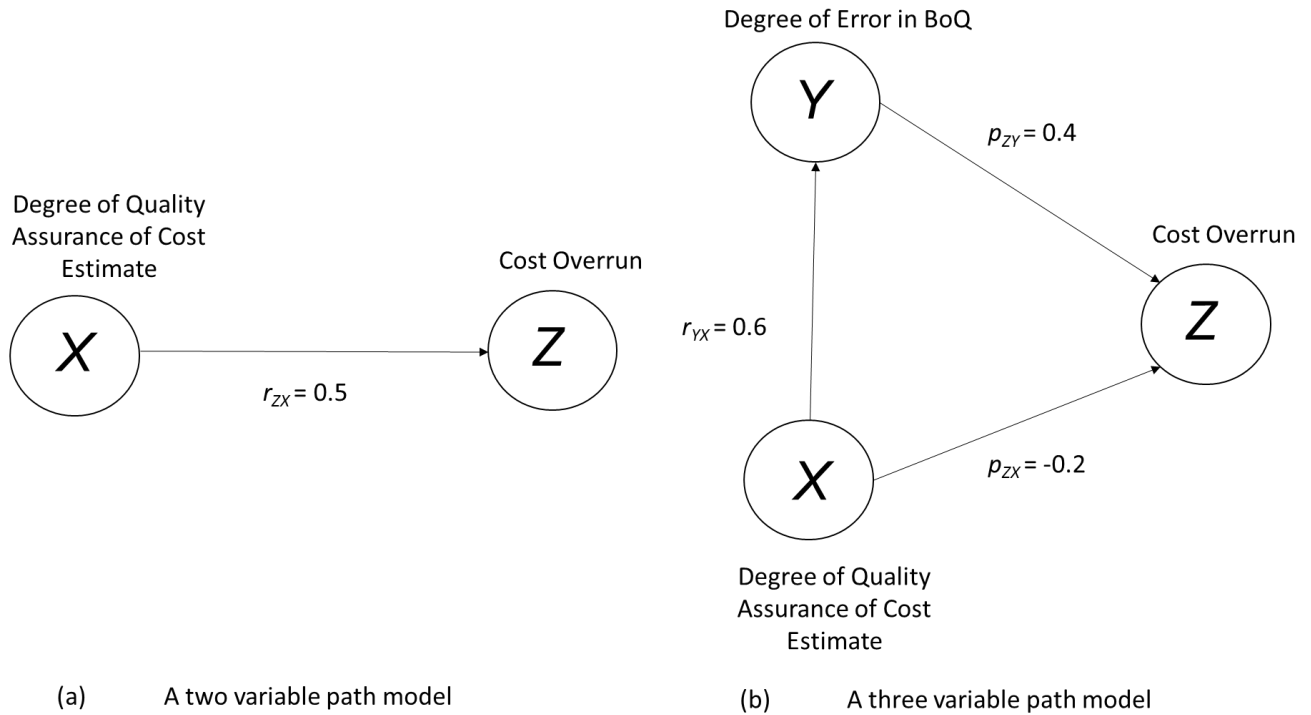 Degree of Quality
Assurance of Cost
Estimate
X
r_ZX = 0.5
Cost Overrun
Z
(a) A two variable path model
Degree of Error in BoQ
Y
p_ZY = 0.4
r_YX = 0.6
Cost Overrun
Z
X
p_ZX = -0.2
Degree of Quality
Assurance of Cost
Estimate
(b) A three variable path model